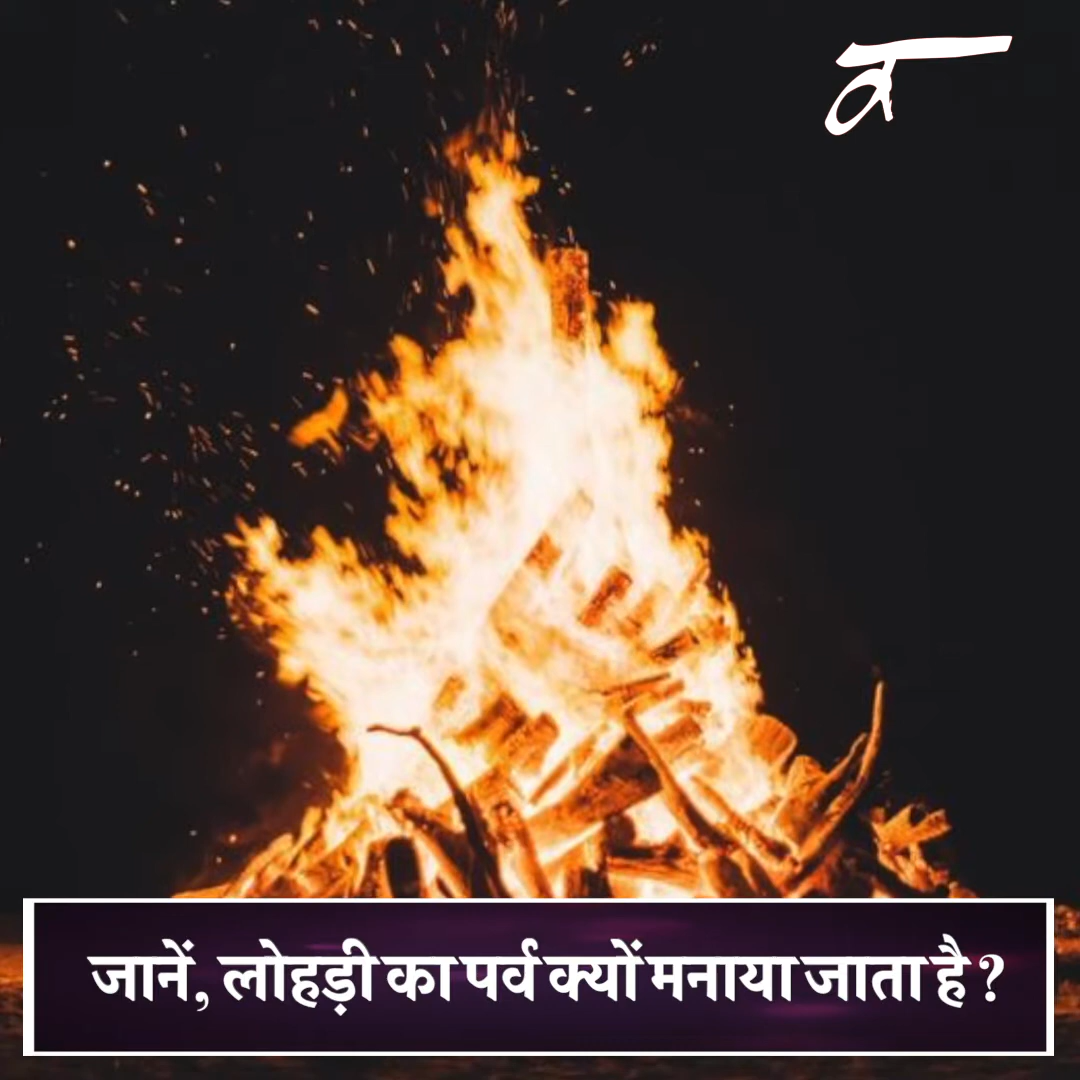 जानें, लोहड़ी का पर्व क्यों मनाया जाता है ?